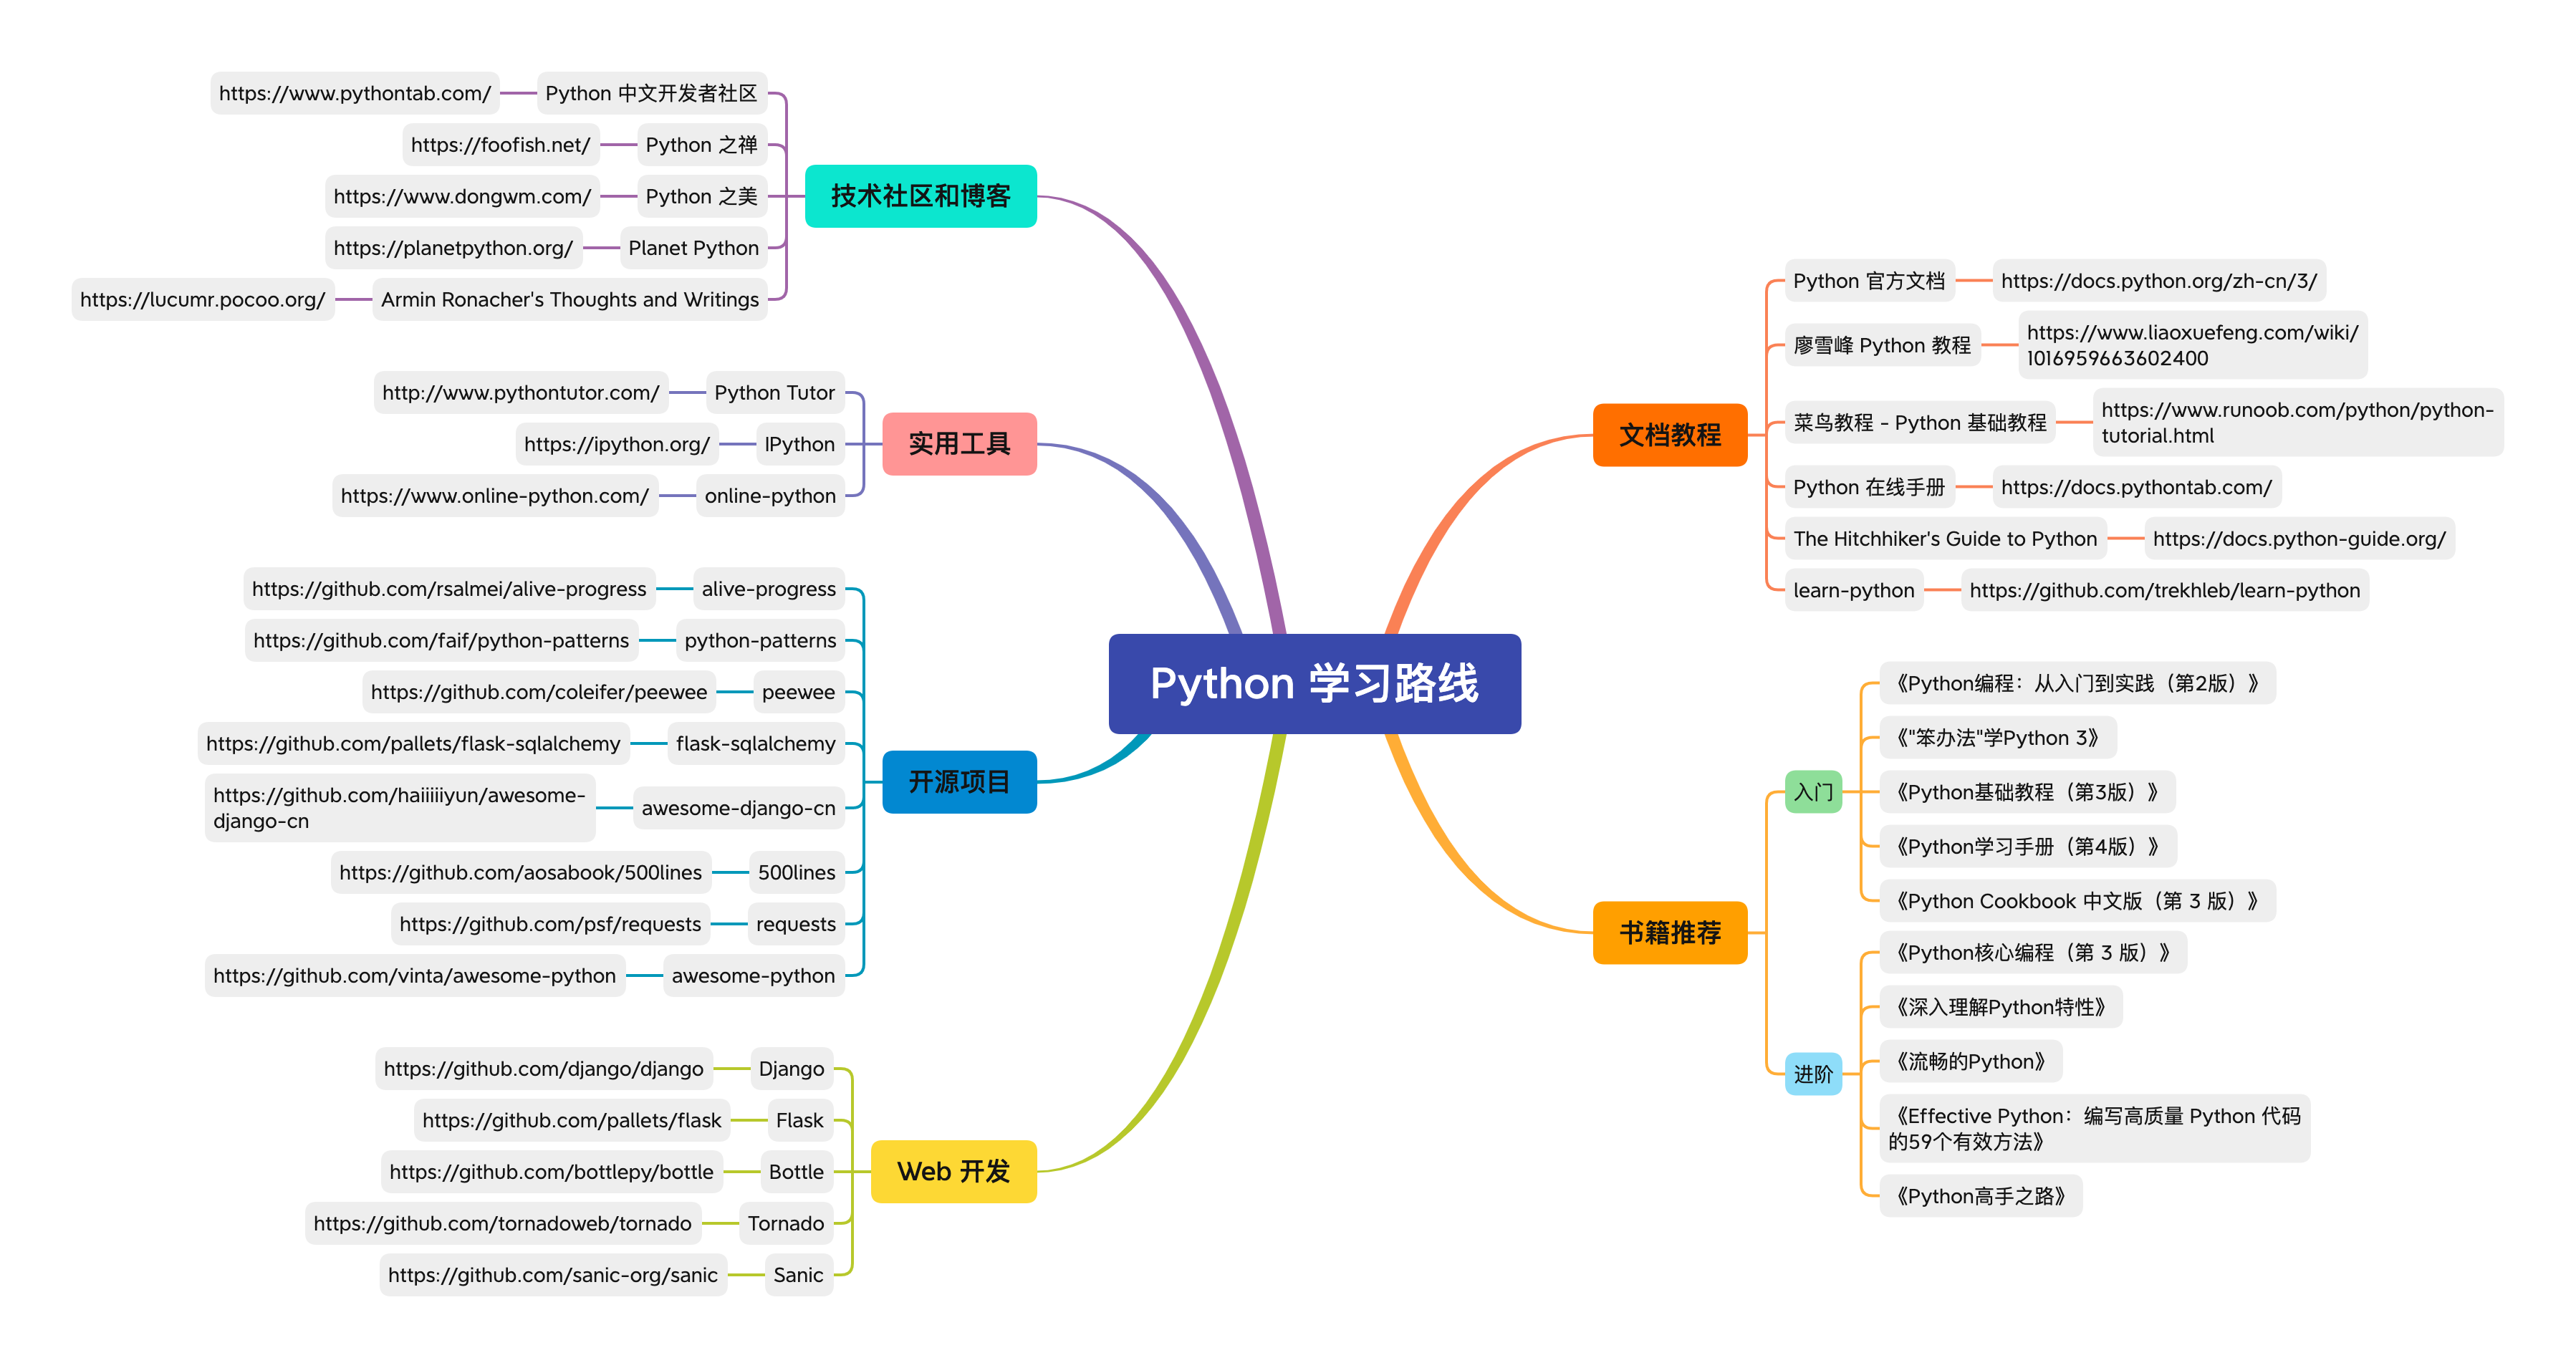 Python 学习路线
技术社区和博客
Python 中文开发者社区
https://www.pythontab.com/
Python 之禅
https://foofish.net/
Python 之美
https://www.dongwm.com/
Planet Python
https://planetpython.org/
Armin Ronacher's Thoughts and Writings
https://lucumr.pocoo.org/
实用工具
Python Tutor
http://www.pythontutor.com/
IPython
https://ipython.org/
online-python
https://www.online-python.com/
开源项目
alive-progress
https://github.com/rsalmei/alive-progress
python-patterns
https://github.com/faif/python-patterns
peewee
https://github.com/coleifer/peewee
flask-sqlalchemy
https://github.com/pallets/flask-sqlalchemy
awesome-django-cn
https://github.com/haiiiiiyun/awesome-
django-cn
500lines
https://github.com/aosabook/500lines
requests
https://github.com/psf/requests
awesome-python
https://github.com/vinta/awesome-python
Web 开发
Django
https://github.com/django/django
Flask
https://github.com/pallets/flask
Bottle
https://github.com/bottlepy/bottle
Tornado
https://github.com/tornadoweb/tornado
Sanic
https://github.com/sanic-org/sanic
文档教程
Python 官方文档
https://docs.python.org/zh-cn/3/
廖雪峰 Python 教程
https://www.liaoxuefeng.com/wiki/
1016959663602400
菜鸟教程 - Python 基础教程
https://www.runoob.com/python/python-
tutorial.html
Python 在线手册
https://docs.pythontab.com/
The Hitchhiker's Guide to Python
https://docs.python-guide.org/
learn-python
https://github.com/trekhleb/learn-python
书籍推荐
入门
《Python编程：从入门到实践（第2版）》
《"笨办法"学Python 3》
《Python基础教程（第3版）》
《Python学习手册（第4版）》
《Python Cookbook 中文版（第 3 版）》
进阶
《Python核心编程（第 3 版）》
《深入理解Python特性》
《流畅的Python》
《Effective Python：编写高质量 Python 代码
的59个有效方法》
《Python高手之路》